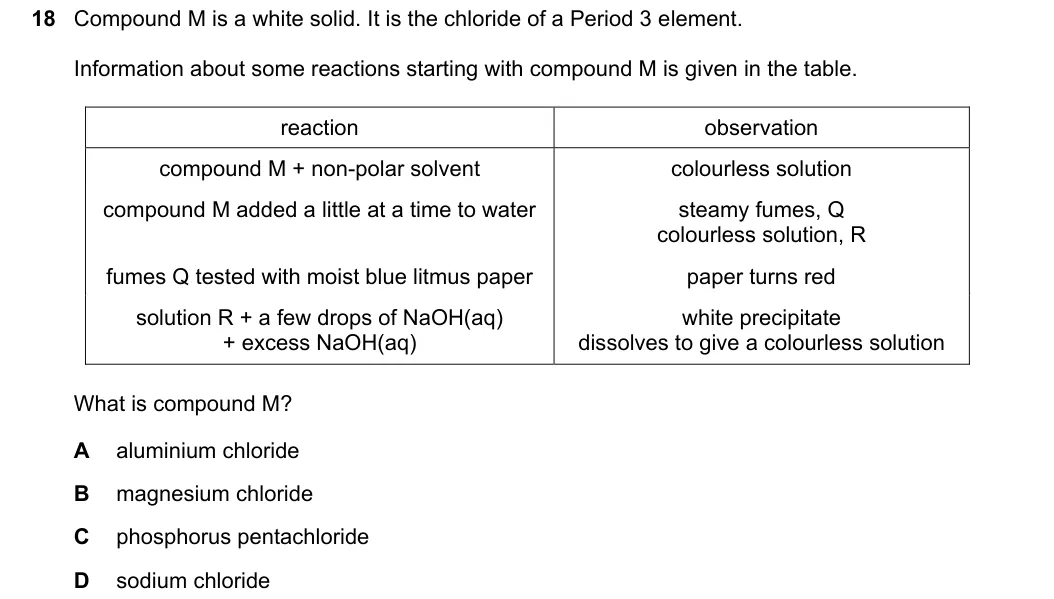 18 Compound M is a white solid. It is the chloride of a Period 3 element.
Information about some reactions starting with compound M is given in the table.
reaction observation
compound M + non-polar solvent colourless solution
compound M added a little at a time to water steamy fumes, Q
colourless solution, R
fumes Q tested with moist blue litmus paper paper turns red
solution R + a few drops of NaOH(aq) white precipitate
+ excess NaOH(aq) dissolves to give a colourless solution
What is compound M?
A aluminium chloride
B magnesium chloride
C phosphorus pentachloride
D sodium chloride